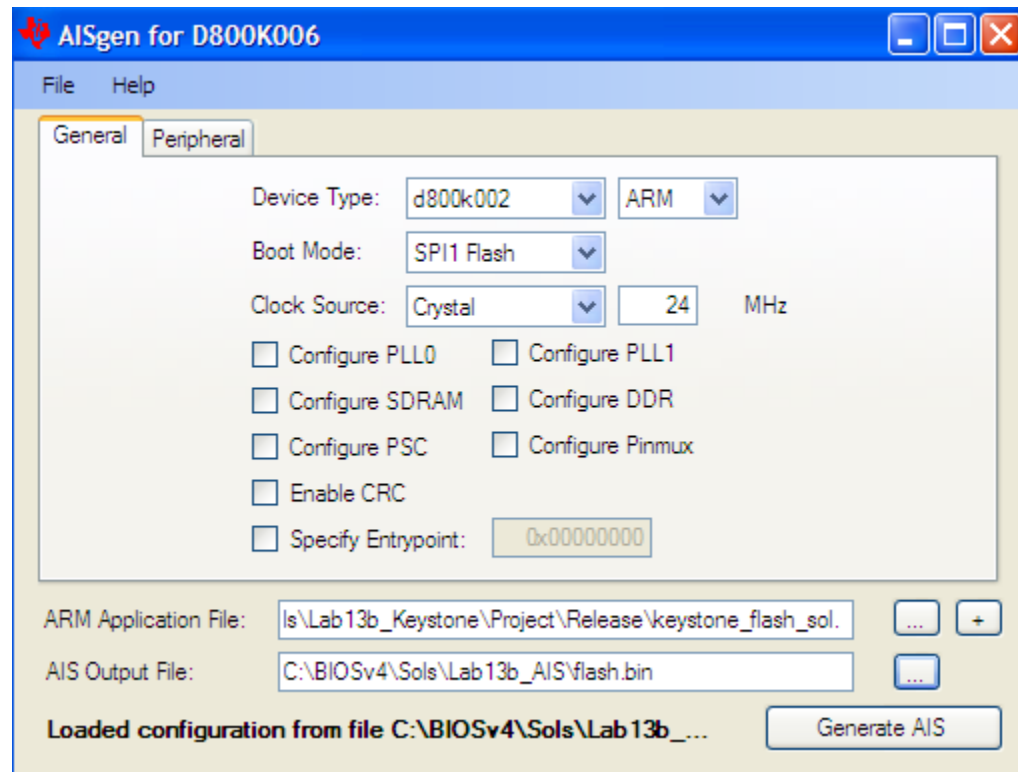 AISgen for D800K006
File Help
General Peripheral
Device Type: d800k002 ARM
Boot Mode: SPI1 Flash
Clock Source: Crystal 24 MHz
Configure PLL0 Configure PLL1
Configure SDRAM Configure DDR
Configure PSC Configure Pinmux
Enable CRC
Specify Entrypoint: 0x00000000
ARM Application File: ls\Lab13b_Keystone\Project\Release\keystone_flash_sol. ... +
AIS Output File: C:\BIOSv4\Sols\Lab13b_AIS\flash.bin ...
Loaded configuration from file C:\BIOSv4\Sols\Lab13b_... Generate AIS